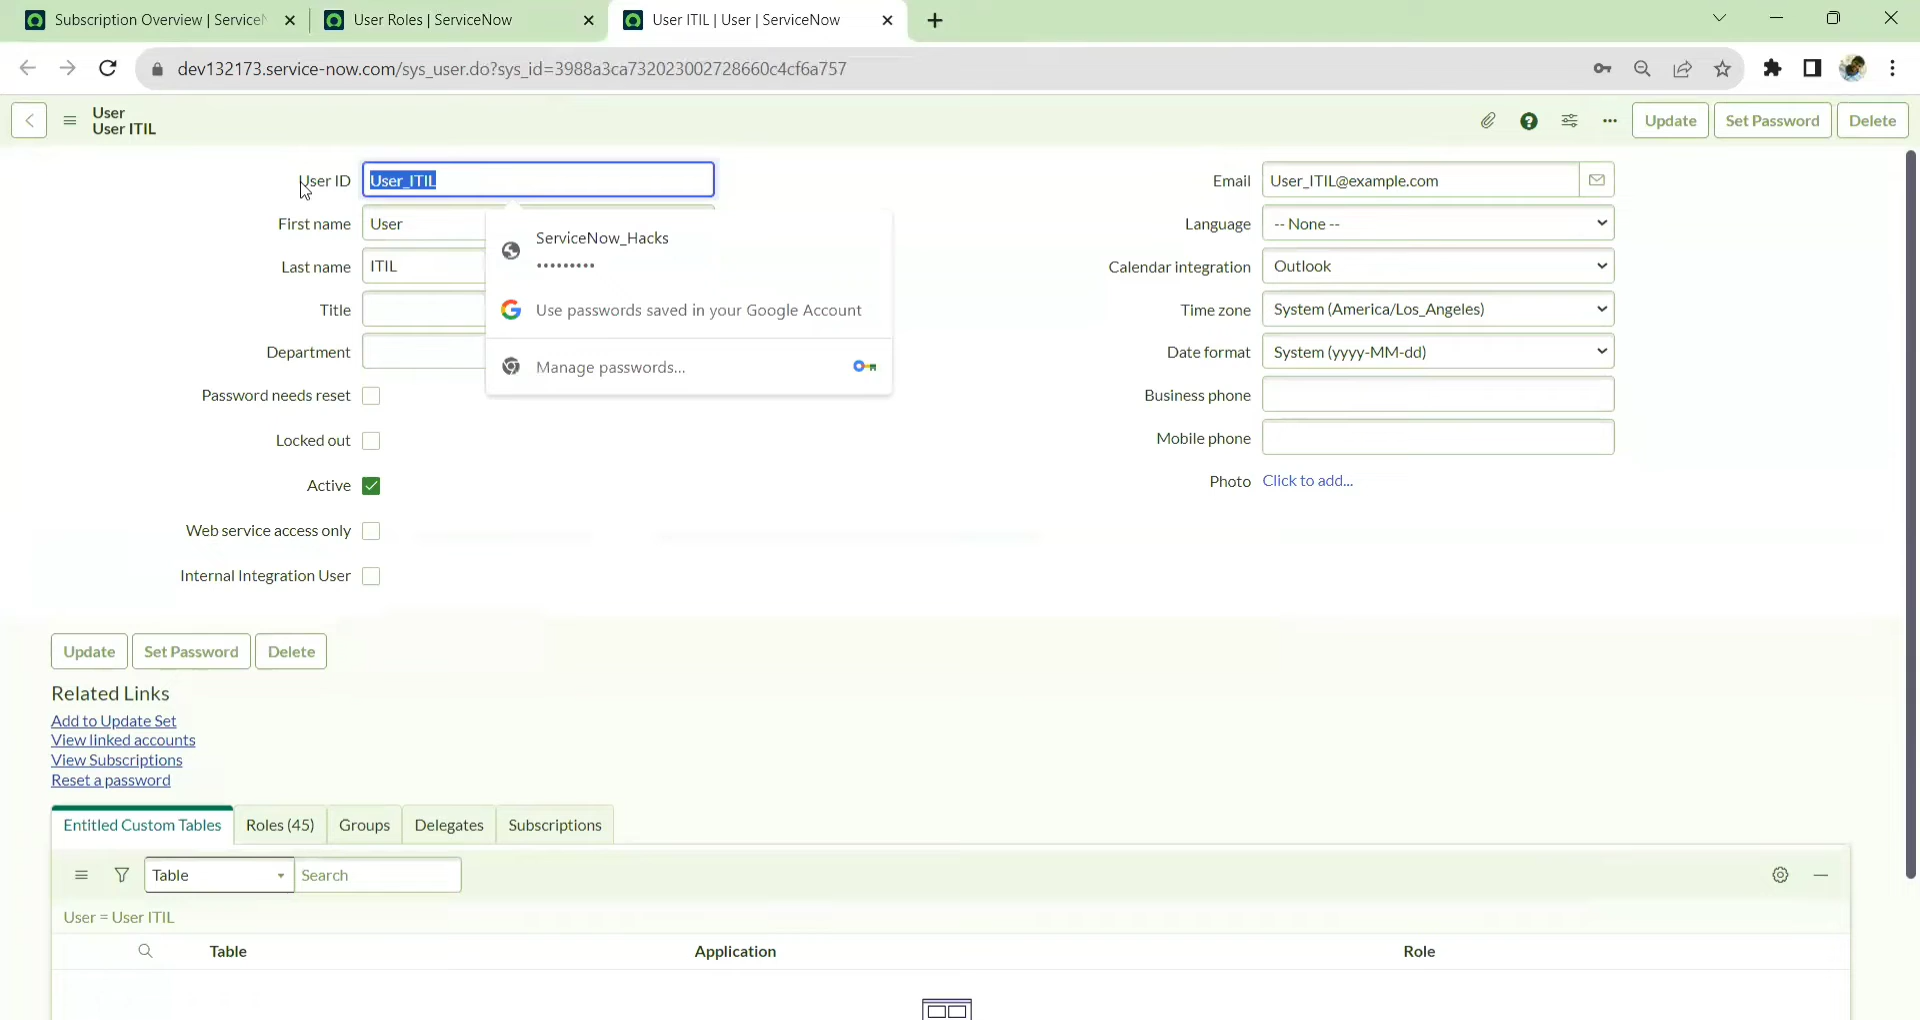 Subscription Overview | Service
User Roles | ServiceNow
User ITIL | User | ServiceNow
dev132173.service-now.com/sys_user.do?sys_id=3988a3ca732023002728660c4cf6a757
User
User ITIL
Update
Set Password
Delete
User ID
User_ITIL
First name
User
Last name
ITIL
Title
Department
Password needs reset
Locked out
Active
Web service access only
Internal Integration User
ServiceNow_Hacks
•••••••••
Use passwords saved in your Google Account
Manage passwords...
Email
User_ITIL@example.com
Language
-- None --
Calendar integration
Outlook
Time zone
System (America/Los_Angeles)
Date format
System (yyyy-MM-dd)
Business phone
Mobile phone
Photo
Click to add...
Update
Set Password
Delete
Related Links
Add to Update Set
View linked accounts
View Subscriptions
Reset a password
Entitled Custom Tables
Roles (45)
Groups
Delegates
Subscriptions
Table
Search
User = User ITIL
Table
Application
Role